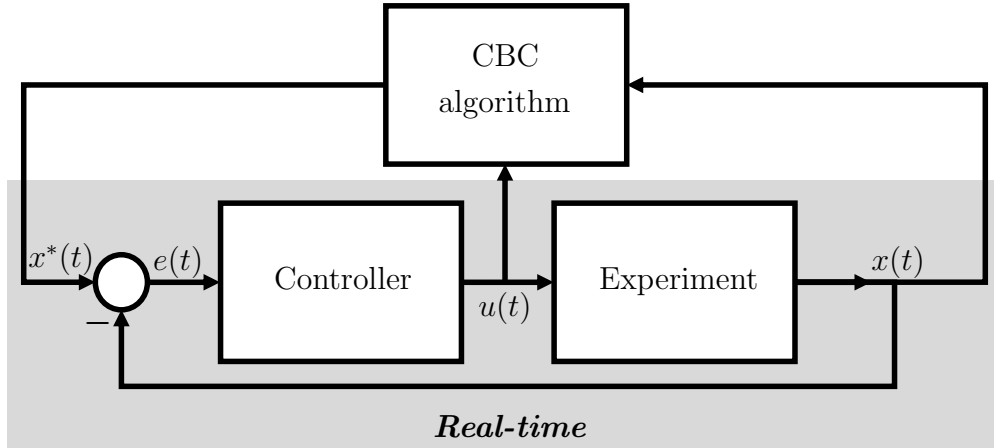 CBC
algorithm
x*(t)
e(t)
Controller
u(t)
Experiment
x(t)
−
Real-time